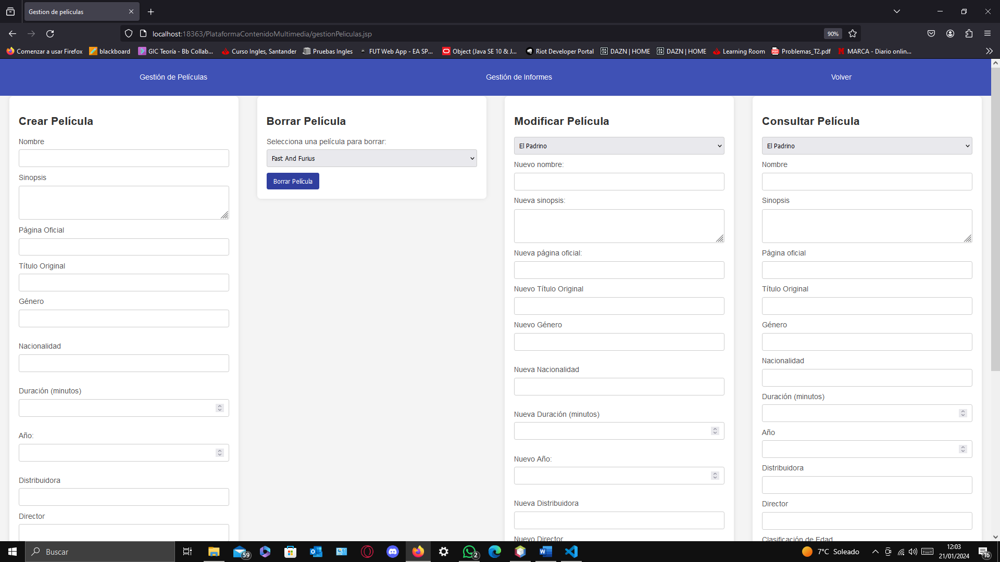 Gestion de peliculas
localhost:18363/PlataformaContenidoMultimedia/gestionPeliculas.jsp
90%
Comenzar a usar Firefox
blackboard
GIC Teoría - Bb Collab...
Curso Ingles, Santander
Pruebas Ingles
FUT Web App - EA SP...
Object (Java SE 10 & J...
Riot Developer Portal
DAZN | HOME
DAZN | HOME
Learning Room
Problemas_T2.pdf
MARCA - Diario onlin...
Gestión de Películas
Gestión de Informes
Volver
Crear Película
Nombre
Sinopsis
Página Oficial
Título Original
Género
Nacionalidad
Duración (minutos)
Año:
Distribuidora
Director
Borrar Película
Selecciona una película para borrar:
Fast And Furius
Borrar Película
Modificar Película
El Padrino
Nuevo nombre:
Nueva sinopsis:
Nueva página oficial:
Nuevo Título Original
Nuevo Género
Nueva Nacionalidad
Nueva Duración (minutos)
Nuevo Año:
Nueva Distribuidora
Nuevo Director
Consultar Película
El Padrino
Nombre
Sinopsis
Página oficial
Título Original
Género
Nacionalidad
Duración (minutos)
Año
Distribuidora
Director
Clasificación de Edad
Buscar
59
2
7°C Soleado
12:03
21/01/2024
16